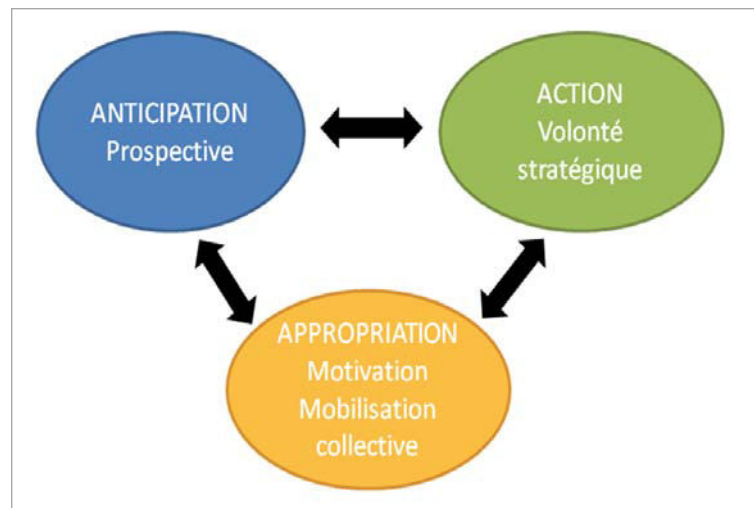 ANTICIPATION
Prospective
ACTION
Volonté
stratégique
APPROPRIATION
Motivation
Mobilisation
collective